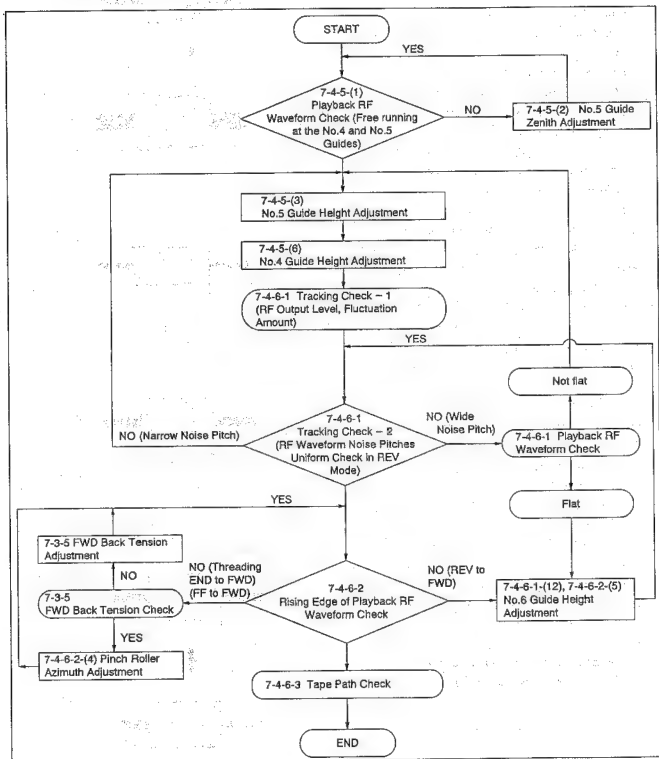 START
YES
7-4-5-(1)
Playback RF
Waveform Check (Free running
at the No.4 and No.5
Guides)
NO
7-4-5-(2) No.5 Guide
Zenith Adjustment
7-4-5-(3)
No.5 Guide Height Adjustment
7-4-5-(6)
No.4 Guide Height Adjustment
7-4-6-1 Tracking Check – 1
(RF Output Level, Fluctuation
Amount)
YES
Not flat
NO (Narrow Noise Pitch)
7-4-6-1
Tracking Check – 2
(RF Waveform Noise Pitches
Uniform Check in REV
Mode)
NO (Wide
Noise Pitch)
7-4-6-1 Playback RF
Waveform Check
YES
Flat
7-3-5 FWD Back Tension
Adjustment
NO
7-3-5
FWD Back Tension Check
YES
7-4-6-2-(4) Pinch Roller
Azimuth Adjustment
NO (Threading
END to FWD)
(FF to FWD)
7-4-6-2
Rising Edge of Playback RF
Waveform Check
NO (REV to
FWD)
7-4-6-1-(12), 7-4-6-2-(5)
No.6 Guide Height
Adjustment
7-4-6-3 Tape Path Check
END